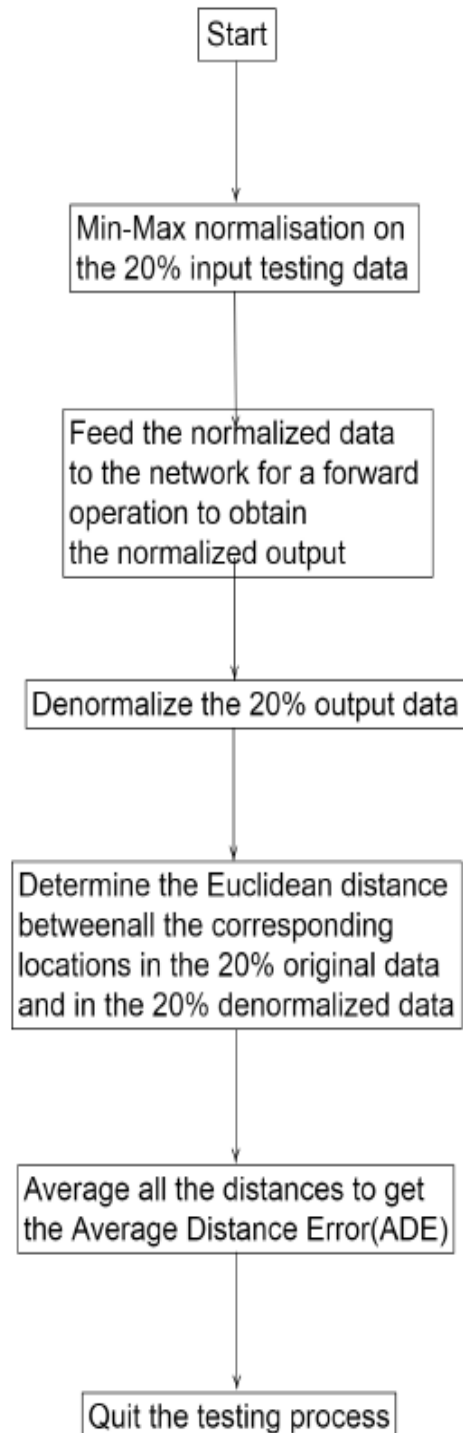 Start
Min-Max normalisation on
the 20% input testing data
Feed the normalized data
to the network for a forward
operation to obtain
the normalized output
Denormalize the 20% output data
Determine the Euclidean distance
betweenall the corresponding
locations in the 20% original data
and in the 20% denormalized data
Average all the distances to get
the Average Distance Error(ADE)
Quit the testing process